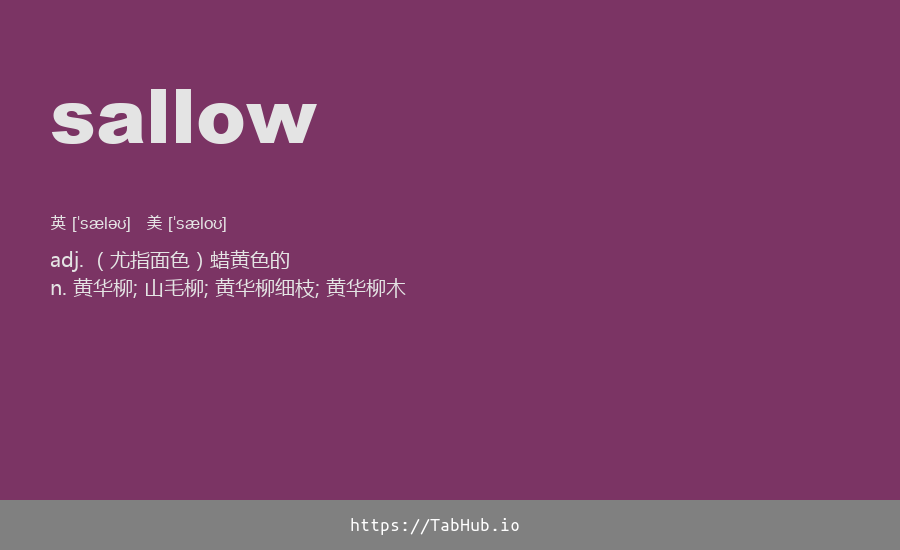 sallow
英 [ˈsæləʊ] 美 [ˈsæloʊ]
adj. （尤指面色）蜡黄色的
n. 黄华柳; 山毛柳; 黄华柳细枝; 黄华柳木
https://TabHub.io